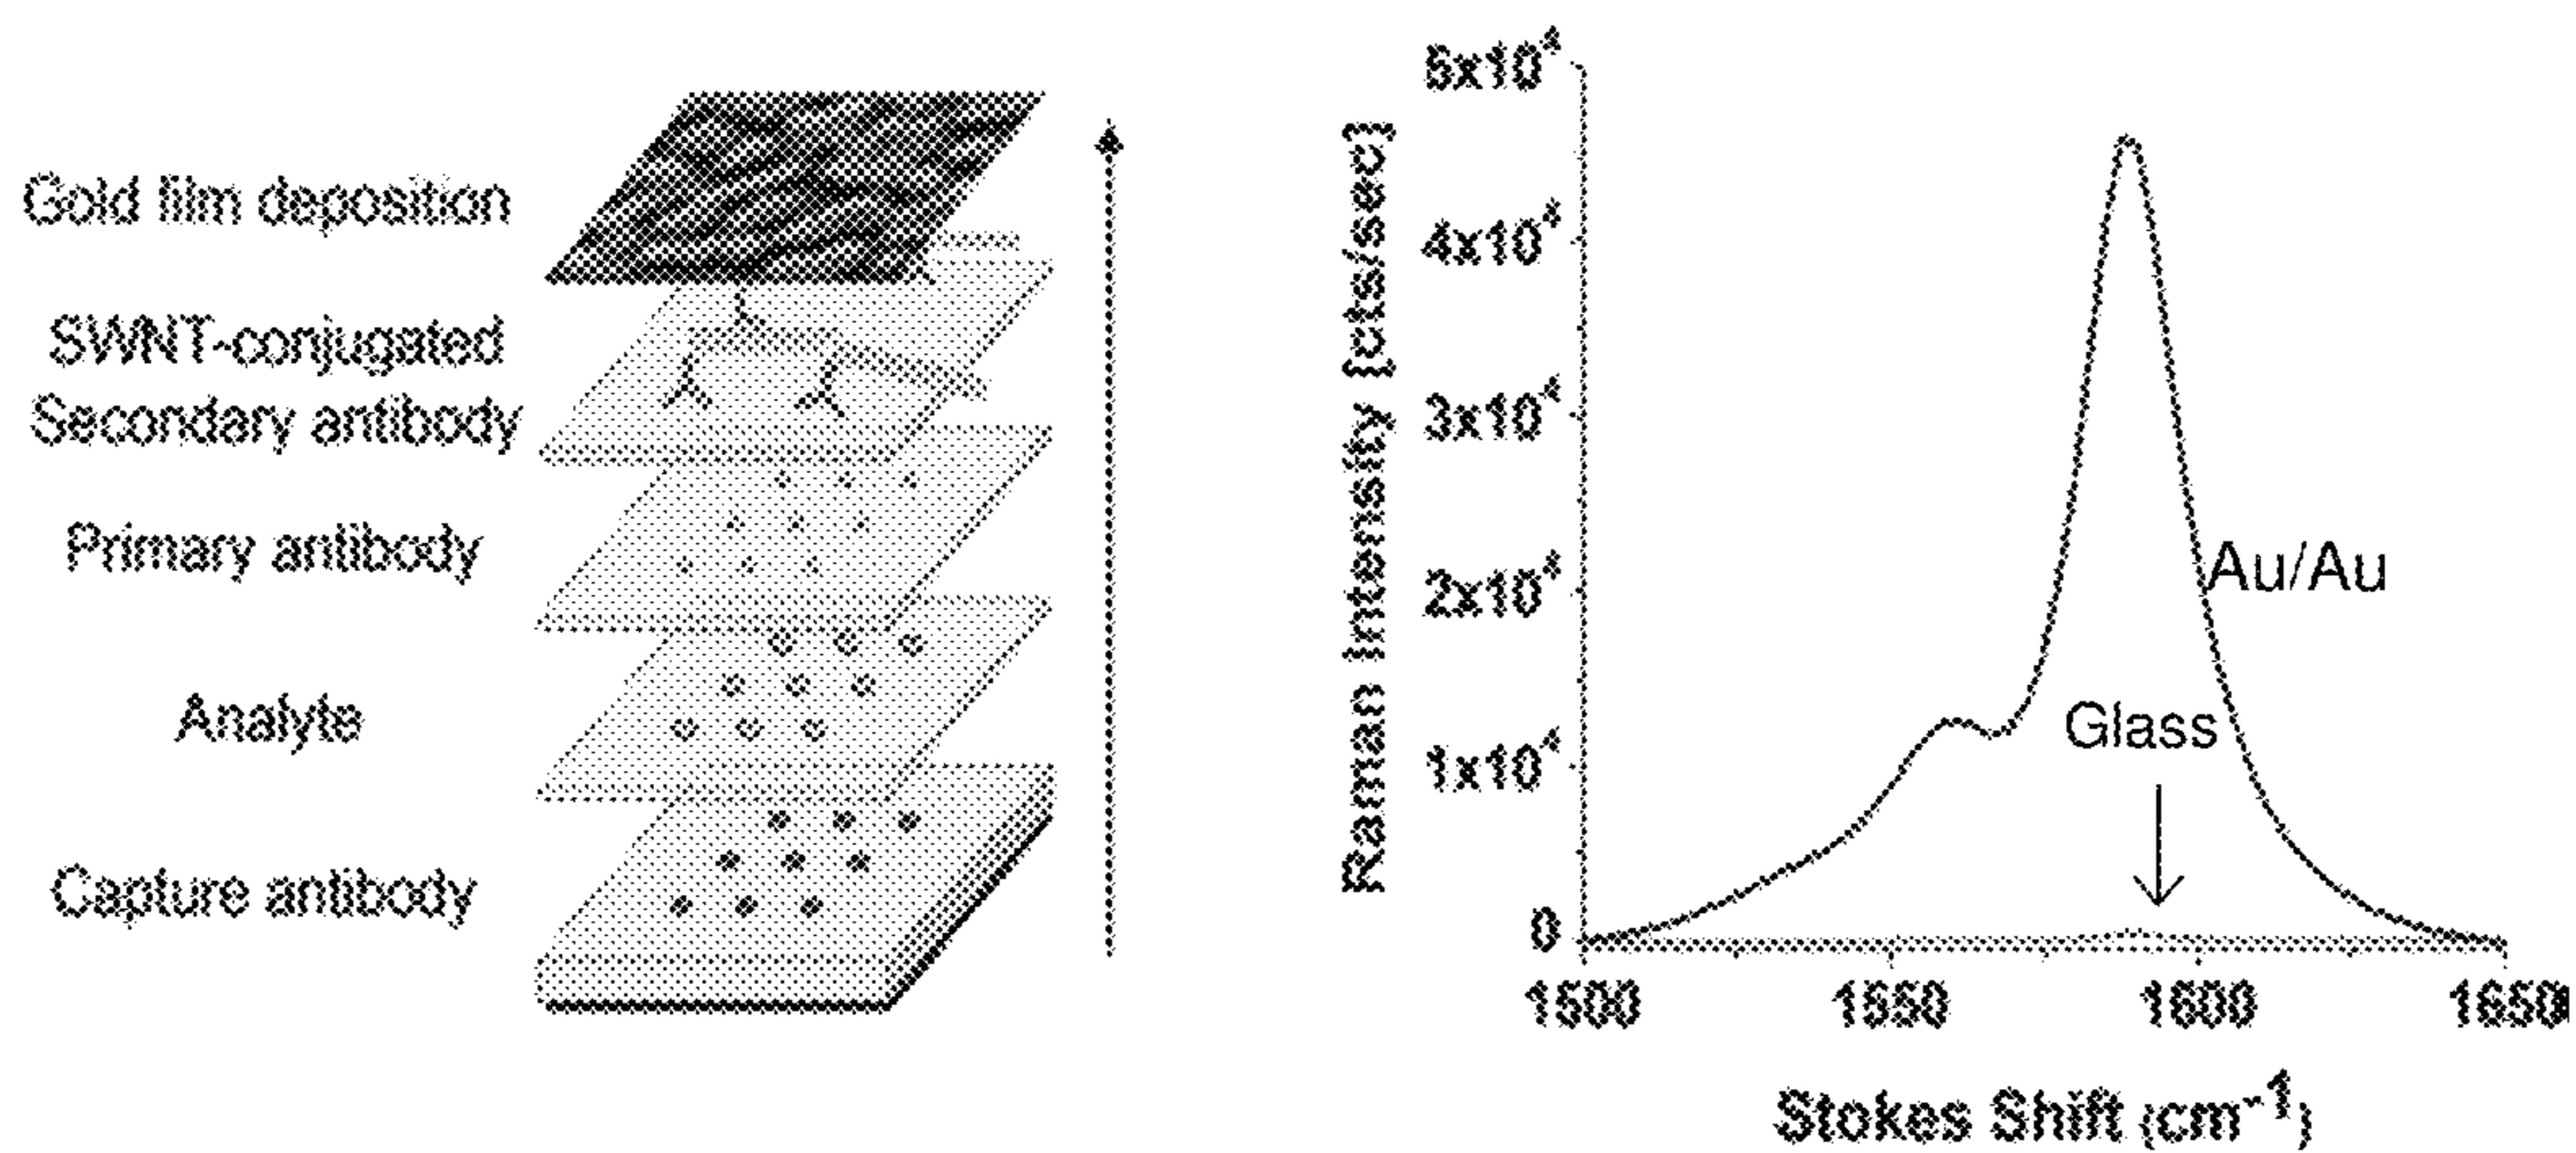 Gold film deposition
SWNT-conjugated
Secondary antibody
Primary antibody
Analyte
Capture antibody
Raman Intensity [cts/sec]
5x10⁴
4x10⁴
3x10⁴
2x10⁴
1x10⁴
0
Au/Au
Glass
1500
1550
1600
1650
Stokes Shift (cm⁻¹)